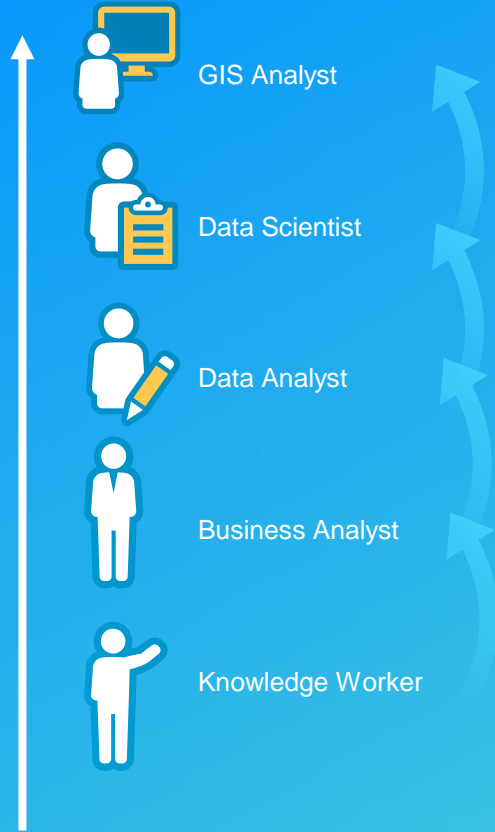 GIS Analyst
Data Scientist
Data Analyst
Business Analyst
Knowledge Worker